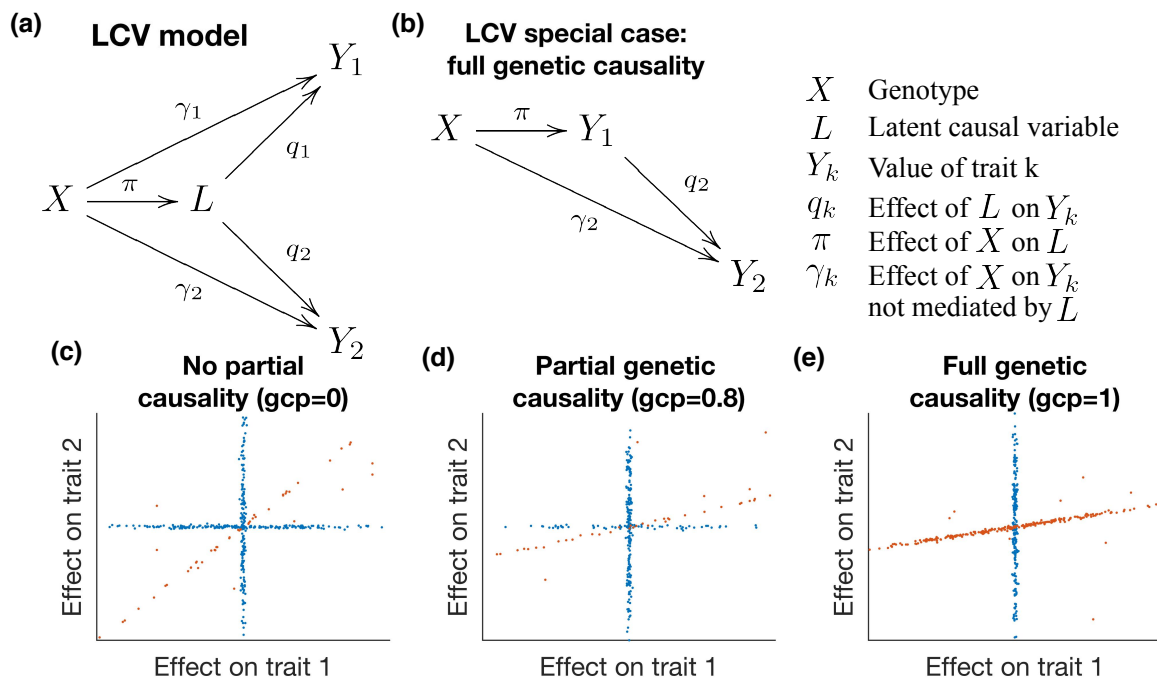 (a)
LCV model
X
γ1
π
L
q1
Y1
q2
γ2
Y2
(b)
LCV special case:
full genetic causality
X
π
Y1
q2
γ2
Y2
X Genotype
L Latent causal variable
Yk Value of trait k
qk Effect of L on Yk
π Effect of X on L
γk Effect of X on Yk
not mediated by L
(c)
No partial
causality (gcp=0)
Effect on trait 2
Effect on trait 1
(d)
Partial genetic
causality (gcp=0.8)
Effect on trait 2
Effect on trait 1
(e)
Full genetic
causality (gcp=1)
Effect on trait 2
Effect on trait 1